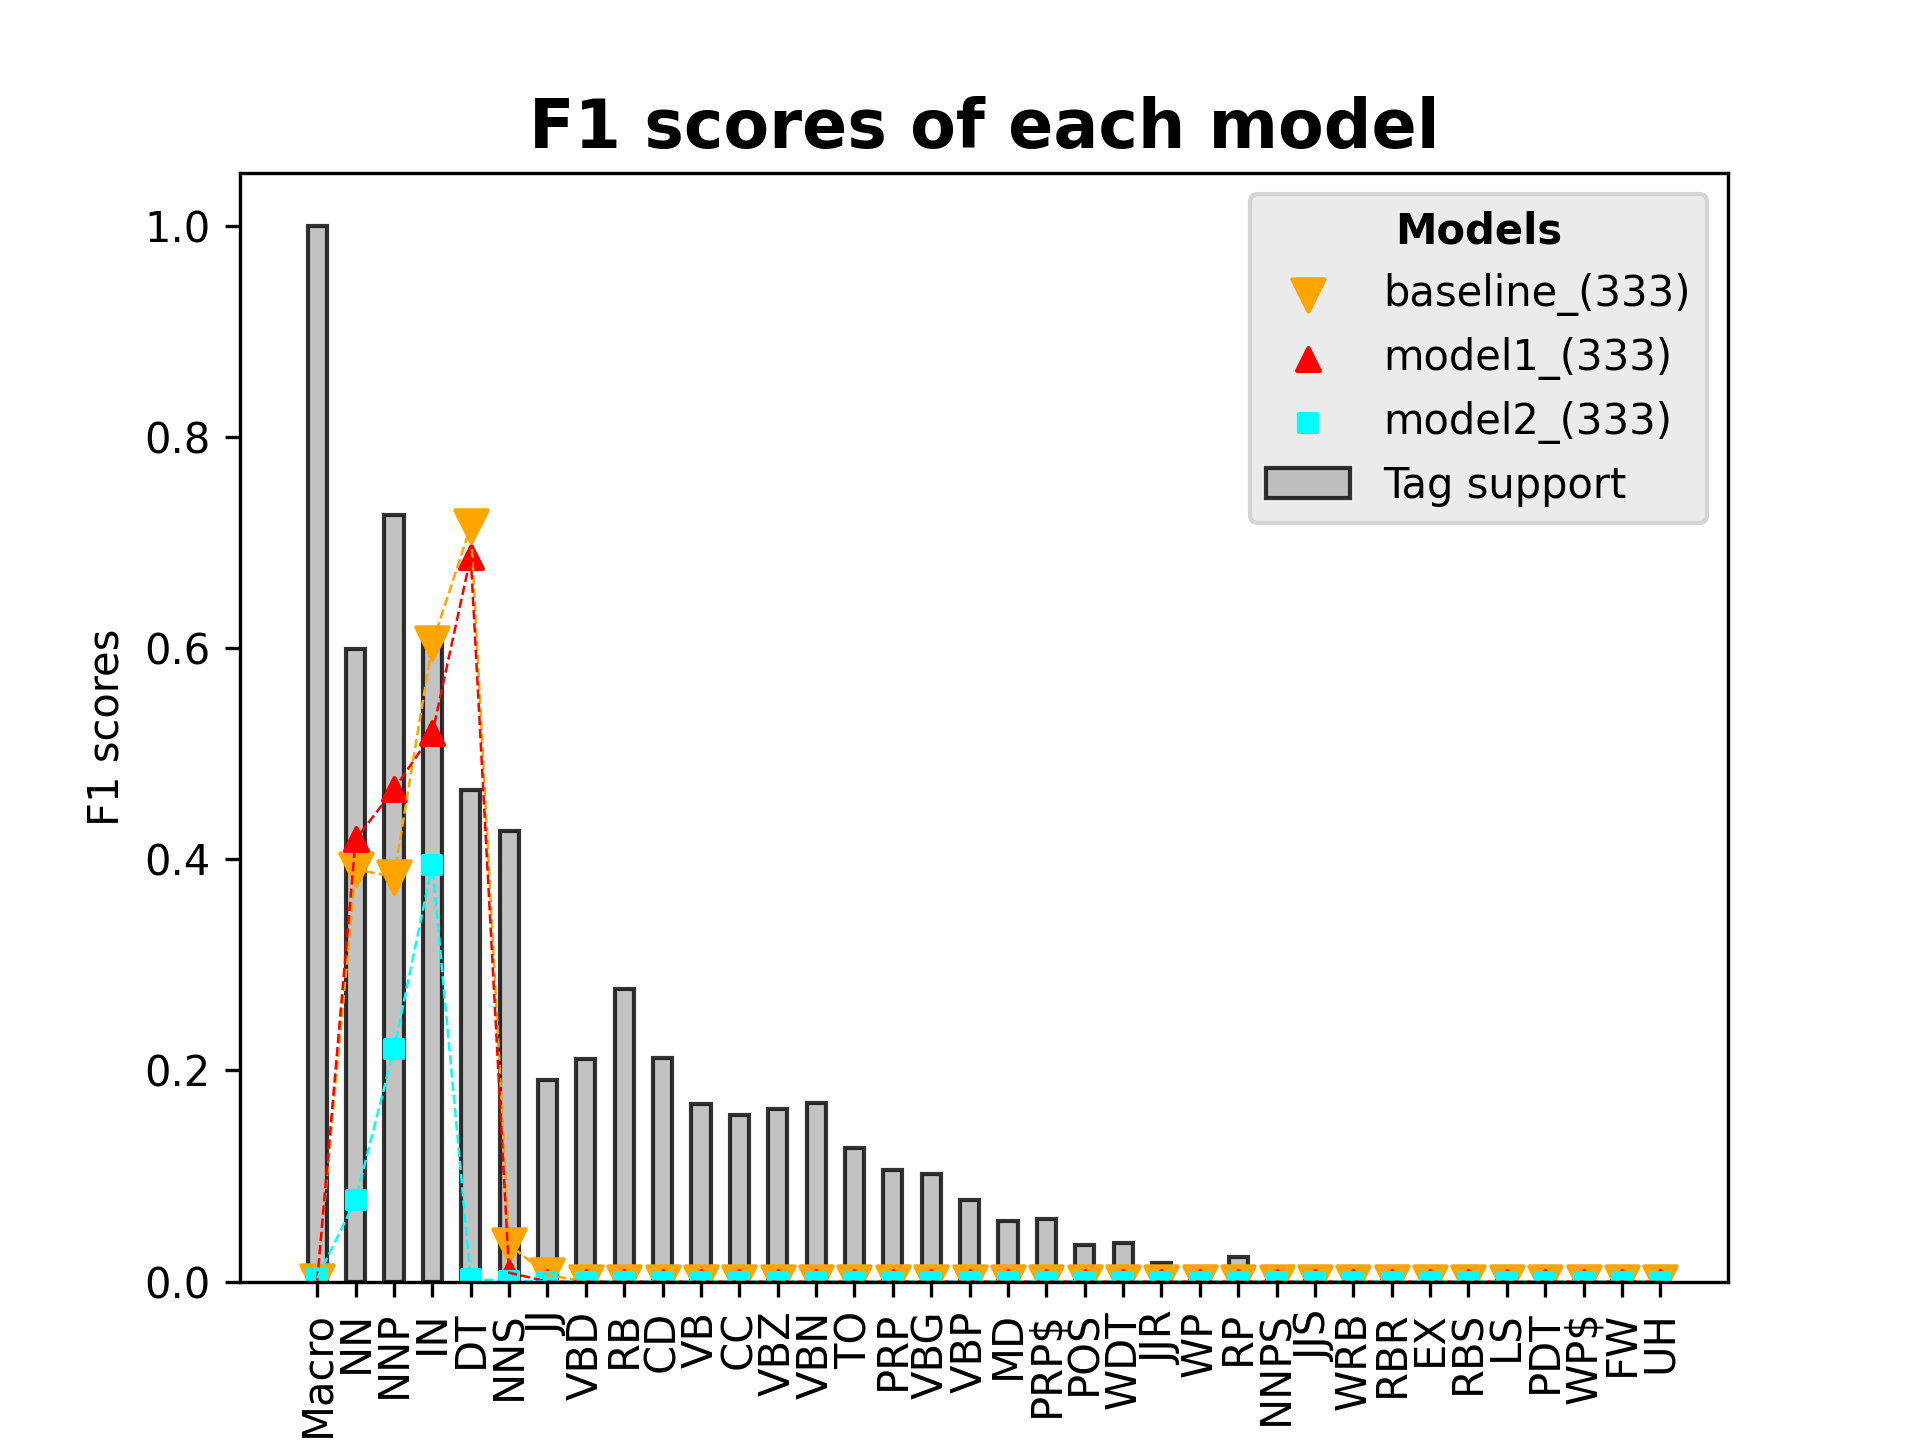 F1 scores of each model
Models
baseline_(333)
model1_(333)
model2_(333)
Tag support
F1 scores
1.0
0.8
0.6
0.4
0.2
0.0
Macro
NN
NNP
IN
DT
NNS
JJ
VBD
RB
CD
VB
CC
VBZ
VBN
TO
PRP
VBG
VBP
MD
PRP$
POS
WDT
JJR
WP
RP
NNPS
JJS
WRB
RBR
EX
RBS
LS
PDT
WP$
FW
UH